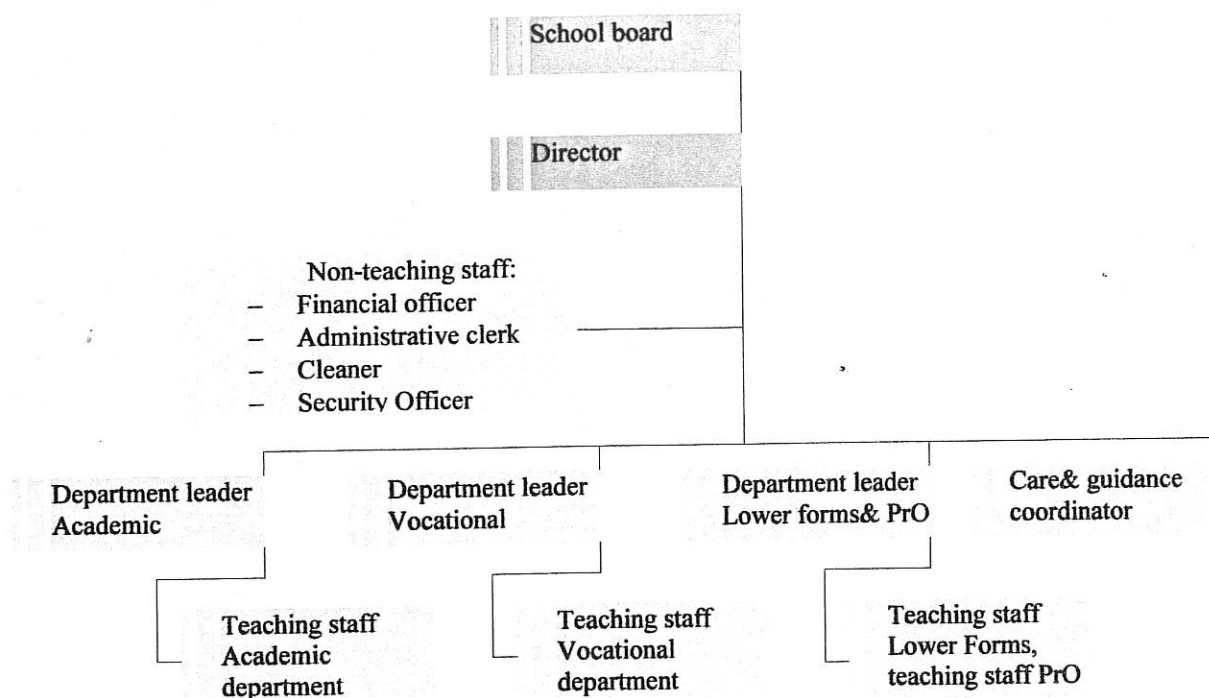 School board
Director
Non-teaching staff:
– Financial officer
– Administrative clerk
– Cleaner
– Security Officer
Department leader
Academic
Department leader
Vocational
Department leader
Lower forms& PrO
Care& guidance
coordinator
Teaching staff
Academic
department
Teaching staff
Vocational
department
Teaching staff
Lower Forms,
teaching staff PrO